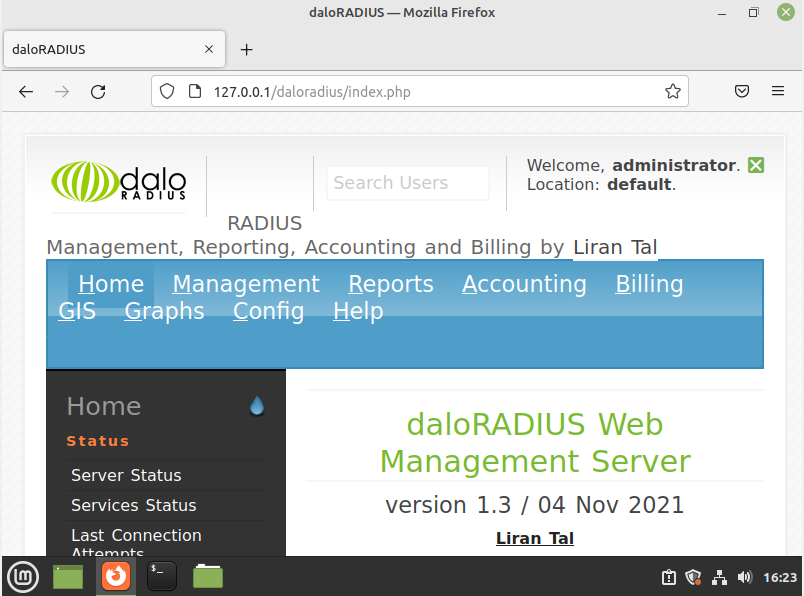 daloRADIUS — Mozilla Firefox
daloRADIUS
127.0.0.1/daloradius/index.php
dalo
RADIUS
Search Users
Welcome, administrator.
Location: default.
RADIUS
Management, Reporting, Accounting and Billing by Liran Tal
Home Management Reports Accounting Billing
GIS Graphs Config Help
Home
Status
Server Status
Services Status
Last Connection
Attempts
daloRADIUS Web
Management Server
version 1.3 / 04 Nov 2021
Liran Tal
16:23